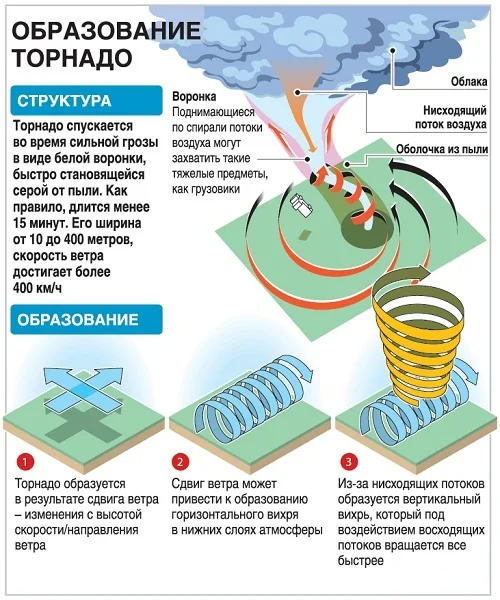 ОБРАЗОВАНИЕ
ТОРНАДО
СТРУКТУРА
Торнадо спускается
во время сильной грозы
в виде белой воронки,
быстро становящейся
серой от пыли. Как
правило, длится менее
15 минут. Его ширина
от 10 до 400 метров,
скорость ветра
достигает более
400 км/ч
Воронка
Поднимающиеся
по спирали потоки
воздуха могут
захватить такие
тяжелые предметы,
как грузовики
Облака
Нисходящий
поток воздуха
Оболочка из пыли
ОБРАЗОВАНИЕ
1
Торнадо образуется
в результате сдвига ветра
– изменения с высотой
скорости/направления
ветра
2
Сдвиг ветра может
привести к образованию
горизонтального вихря
в нижних слоях атмосферы
3
Из-за нисходящих потоков
образуется вертикальный
вихрь, который под
воздействием восходящих
потоков вращается все
быстрее